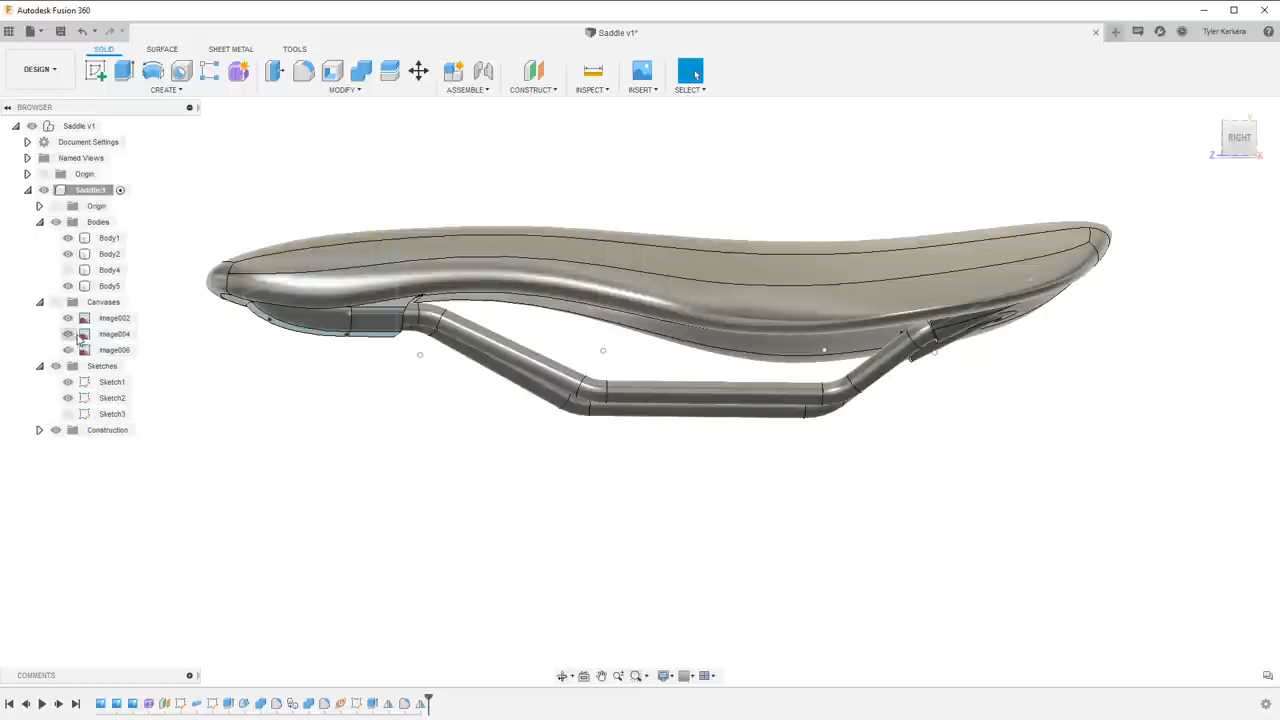 Autodesk Fusion 360
Saddle v1*
Tyler Kerkera
DESIGN
SOLID
SURFACE
SHEET METAL
TOOLS
CREATE
MODIFY
ASSEMBLE
CONSTRUCT
INSPECT
INSERT
SELECT
BROWSER
Saddle v1
Document Settings
Named Views
Origin
Saddle:1
Origin
Bodies
Body1
Body2
Body4
Body5
Canvases
Image002
Image004
Image006
Sketches
Sketch1
Sketch2
Sketch3
Construction
RIGHT
Y
Z
X
COMMENTS